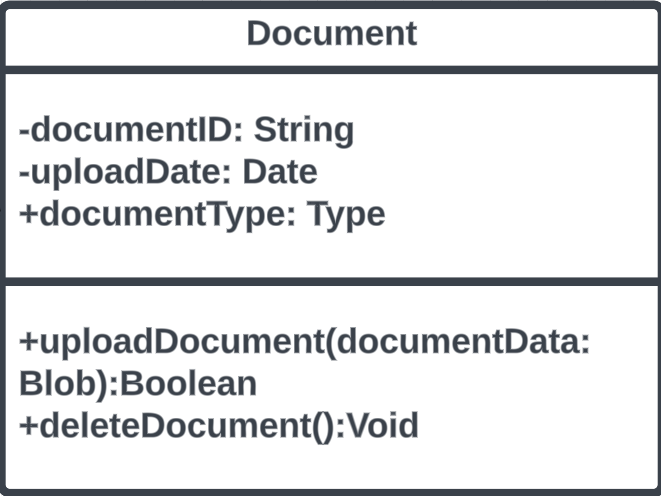 Document
-documentID: String
-uploadDate: Date
+documentType: Type
+uploadDocument(documentData:
Blob):Boolean
+deleteDocument():Void